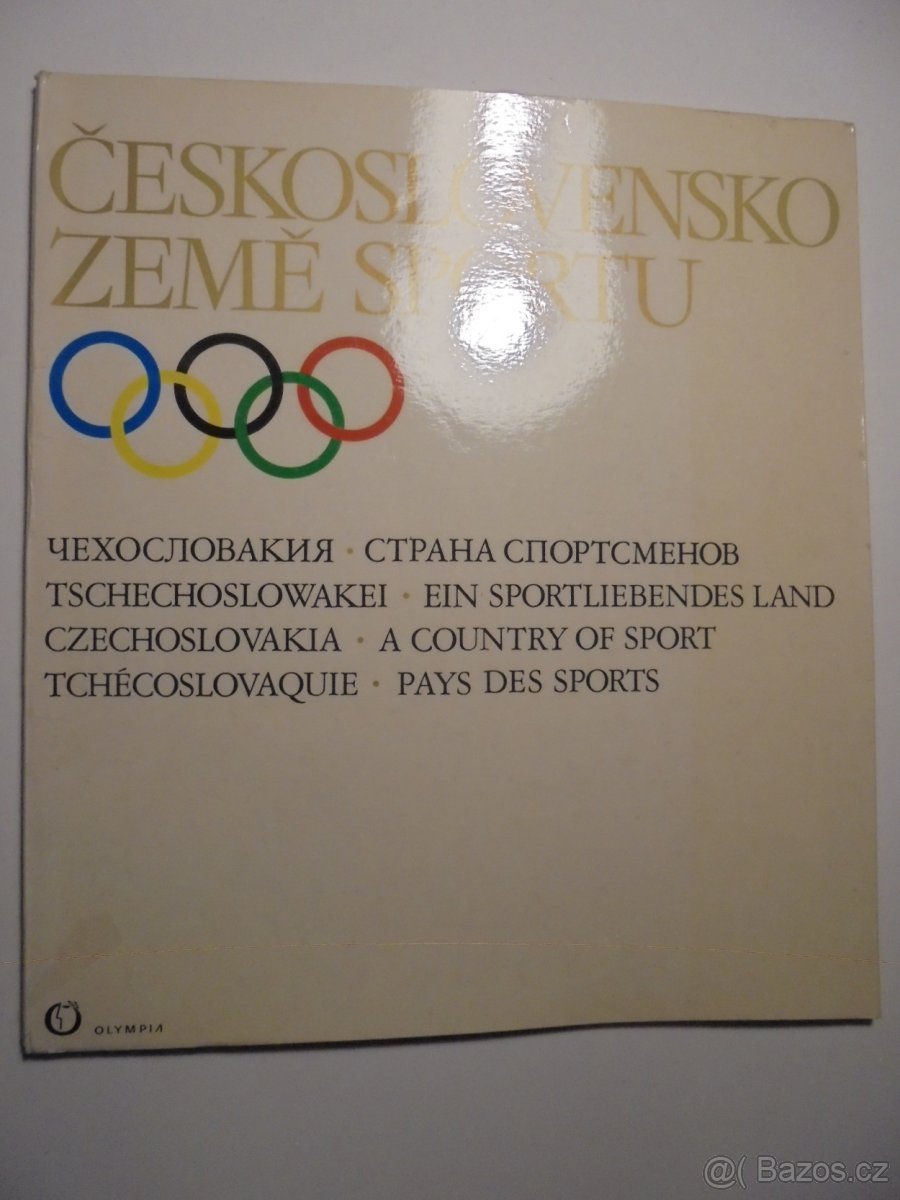 ČESKOSLOVENSKO
ZEMĚ SPORTU
ЧЕХОСЛОВАКИЯ · СТРАНА СПОРТСМЕНОВ
TSCHECHOSLOWAKEI · EIN SPORTLIEBENDES LAND
CZECHOSLOVAKIA · A COUNTRY OF SPORT
TCHÉCOSLOVAQUIE · PAYS DES SPORTS
OLYMPIA
@( Bazos.cz